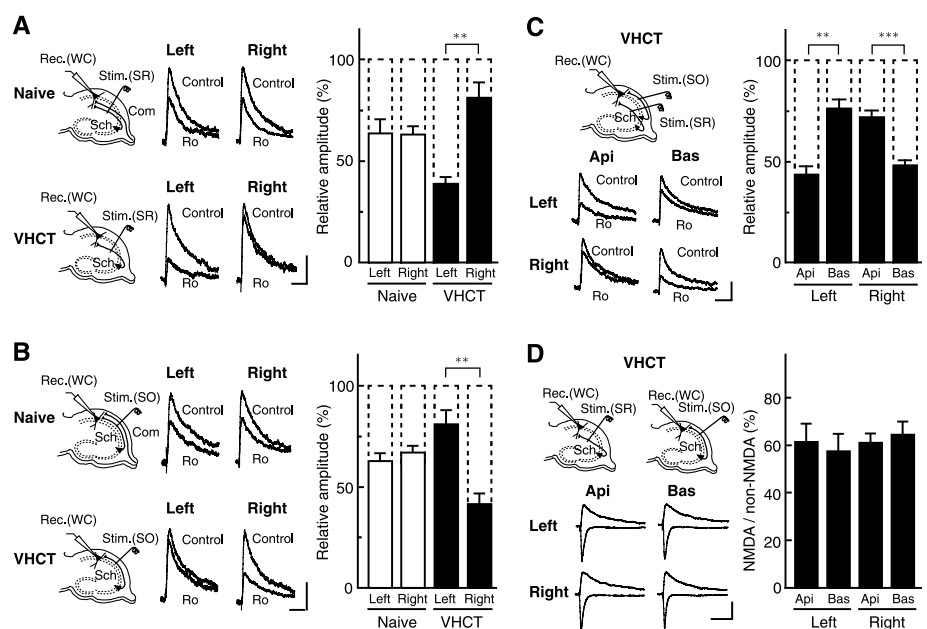 A
Left Right
Rec.(WC)
Stim.(SR)
Naive
Com
Sch
Control Control
Ro Ro
Left Right
Rec.(WC)
Stim.(SR)
VHCT
Sch
Control Control
Ro Ro
Relative amplitude (%)
100
50
0
**
Left Right Left Right
Naive VHCT
B
Left Right
Rec.(WC)
Stim.(SO)
Naive
Com
Sch
Control Control
Ro Ro
Left Right
Rec.(WC)
Stim.(SO)
VHCT
Sch
Control Control
Ro Ro
Relative amplitude (%)
100
50
0
**
Left Right Left Right
Naive VHCT
C
VHCT
Rec.(WC)
Stim.(SO)
Sch
Stim.(SR)
Api Bas
Left
Control Control
Ro Ro
Right
Control Control
Ro Ro
Relative amplitude (%)
100
50
0
** ***
Api Bas Api Bas
Left Right
D
VHCT
Rec.(WC) Rec.(WC)
Stim.(SR) Stim.(SO)
Sch Sch
Api Bas
Left
Right
NMDA / non-NMDA (%)
80
60
40
20
0
Api Bas Api Bas
Left Right